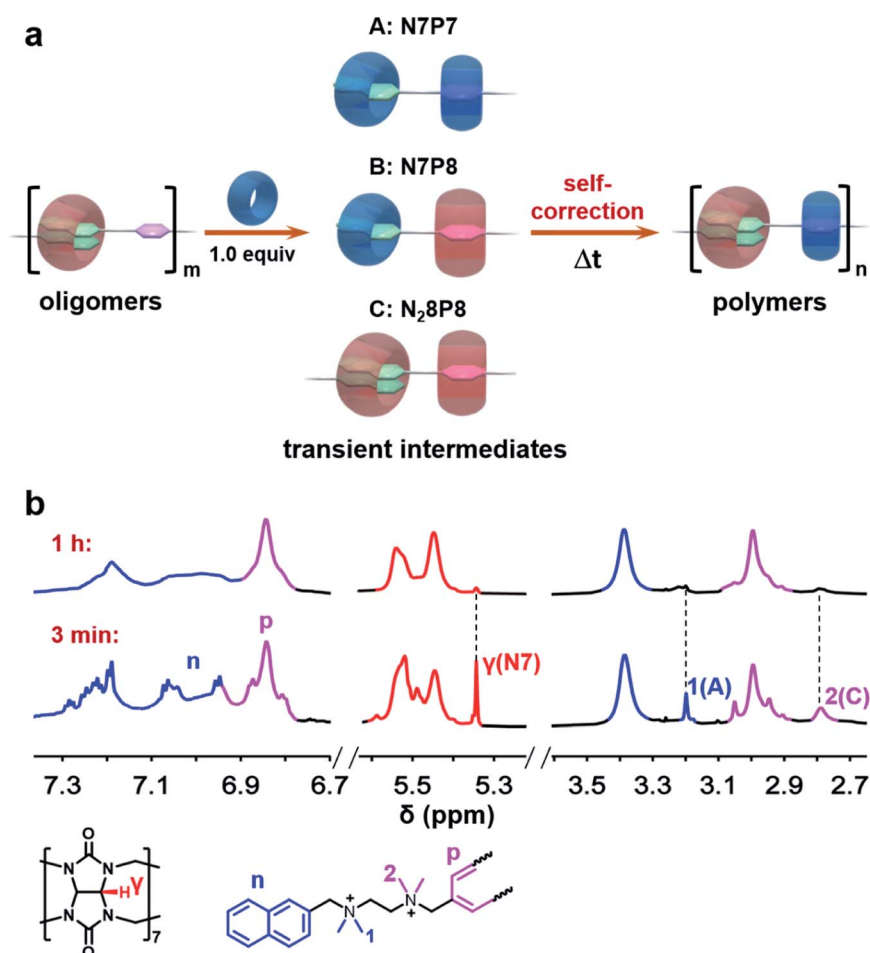 a
A: N7P7
B: N7P8
C: N₂8P8
m
oligomers
1.0 equiv
transient intermediates
self-
correction
Δt
n
polymers
b
1 h:
3 min:
n
p
γ(N7)
1(A)
2(C)
7.3 7.1 6.9 6.7 5.5 5.3 3.5 3.3 3.1 2.9 2.7
δ (ppm)
O
N N
H γ
N N
7
O
n
N
+
1
2
N
+
p